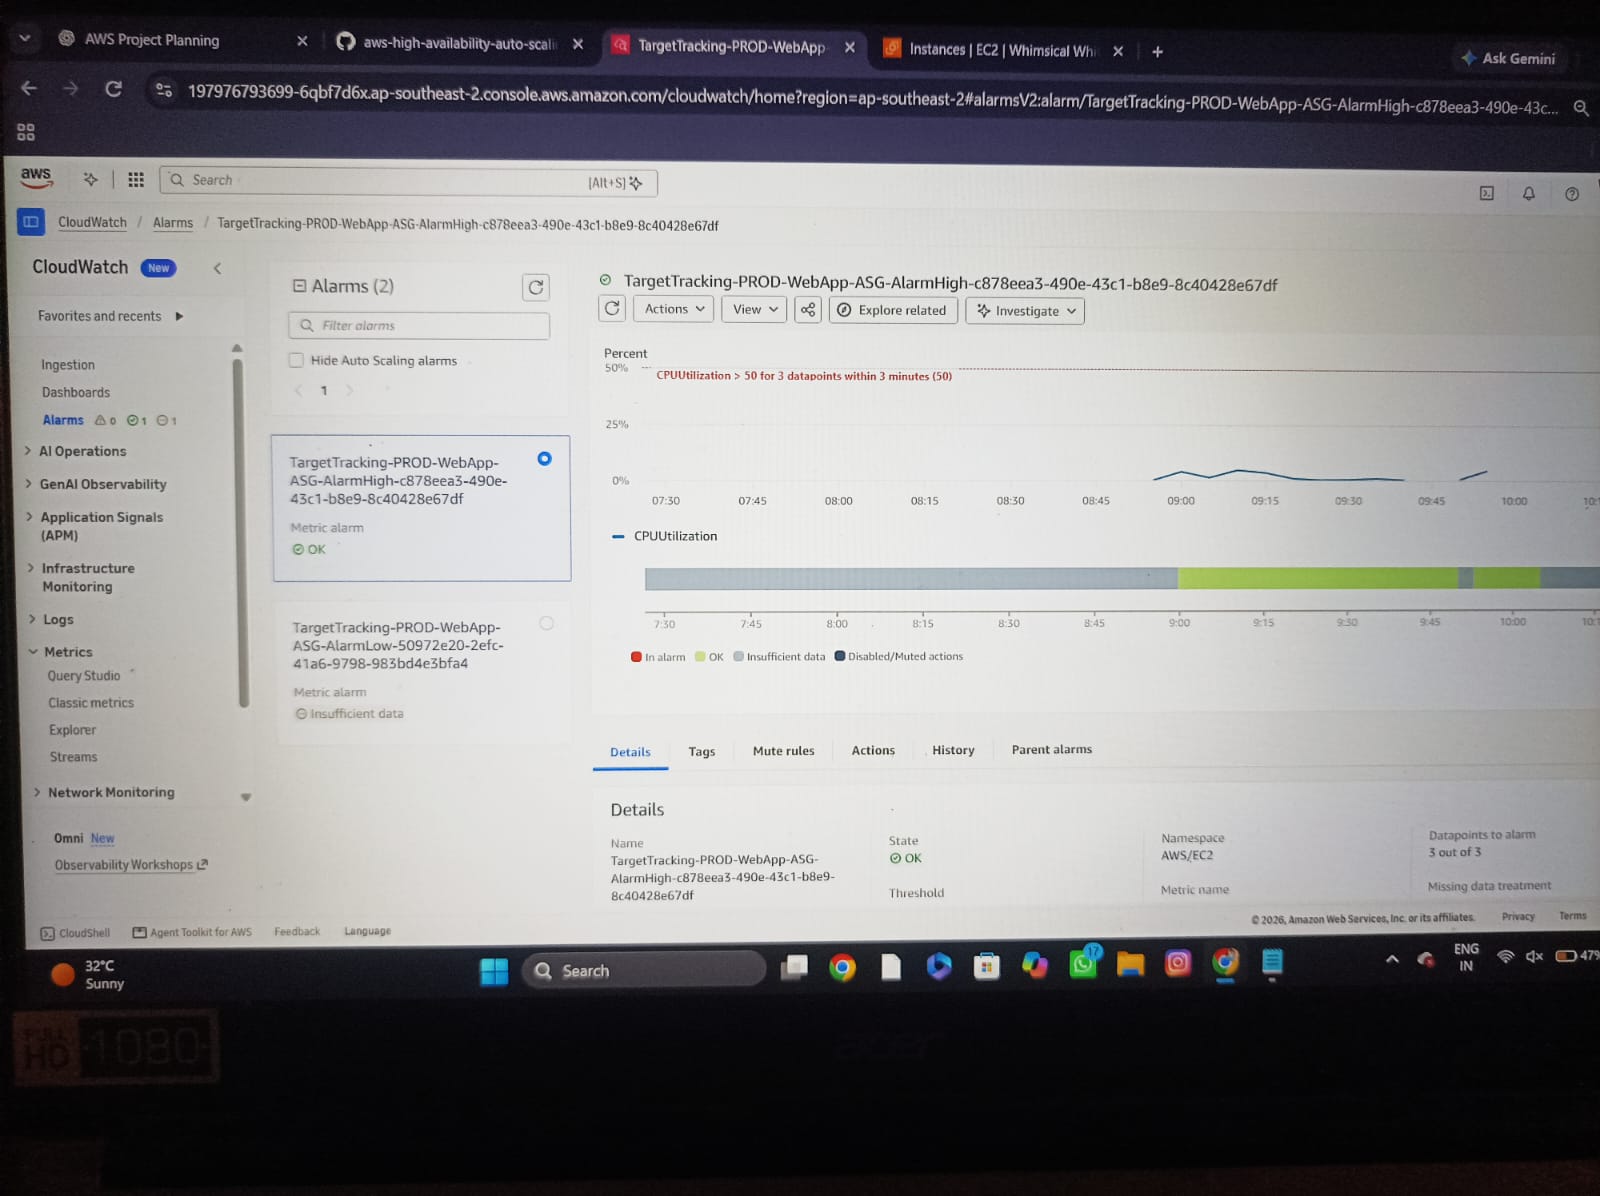 AWS Project Planning
aws-high-availability-auto-scali
TargetTracking-PROD-WebApp
Instances | EC2 | Whimsical Wh
Ask Gemini
197976793699-6qbf7d6x.ap-southeast-2.console.aws.amazon.com/cloudwatch/home?region=ap-southeast-2#alarmsV2:alarm/TargetTracking-PROD-WebApp-ASG-AlarmHigh-c878eea3-490e-43c...
aws
Search
[Alt+S]
CloudWatch / Alarms / TargetTracking-PROD-WebApp-ASG-AlarmHigh-c878eea3-490e-43c1-b8e9-8c40428e67df
CloudWatch New
Favorites and recents
Ingestion
Dashboards
Alarms 0 1 1
AI Operations
GenAI Observability
Application Signals
(APM)
Infrastructure
Monitoring
Logs
Metrics
Query Studio
Classic metrics
Explorer
Streams
Network Monitoring
Omni New
Observability Workshops
Alarms (2)
Filter alarms
Hide Auto Scaling alarms
1
TargetTracking-PROD-WebApp-
ASG-AlarmHigh-c878eea3-490e-
43c1-b8e9-8c40428e67df
Metric alarm
OK
TargetTracking-PROD-WebApp-
ASG-AlarmLow-50972e20-2efc-
41a6-9798-983bd4e3bfa4
Metric alarm
Insufficient data
TargetTracking-PROD-WebApp-ASG-AlarmHigh-c878eea3-490e-43c1-b8e9-8c40428e67df
Actions
View
Explore related
Investigate
Percent
50%
CPUUtilization > 50 for 3 datapoints within 3 minutes (50)
25%
0%
07:30 07:45 08:00 08:15 08:30 08:45 09:00 09:15 09:30 09:45 10:00
CPUUtilization
7:30 7:45 8:00 8:15 8:30 8:45 9:00 9:15 9:30 9:45 10:00
In alarm OK Insufficient data Disabled/Muted actions
Details Tags Mute rules Actions History Parent alarms
Details
Name
TargetTracking-PROD-WebApp-ASG-
AlarmHigh-c878eea3-490e-43c1-b8e9-
8c40428e67df
State
OK
Threshold
Namespace
AWS/EC2
Metric name
Datapoints to alarm
3 out of 3
Missing data treatment
CloudShell Agent Toolkit for AWS Feedback Language
© 2026, Amazon Web Services, Inc. or its affiliates. Privacy Terms
32°C
Sunny
Search
17
ENG
IN
47%
FULL
HD 1080
acer